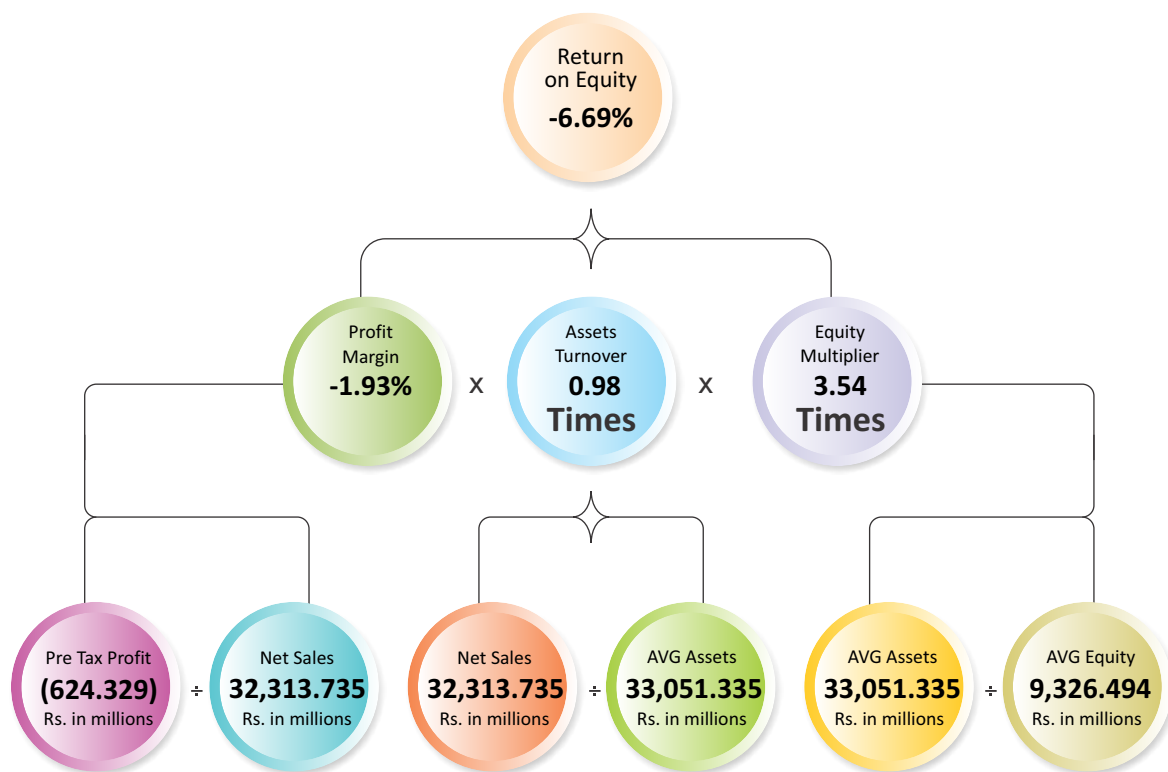 Return
on Equity
-6.69%
Profit
Margin
-1.93%
x
Assets
Turnover
0.98
Times
x
Equity
Multiplier
3.54
Times
Pre Tax Profit
(624.329)
Rs. in millions
÷
Net Sales
32,313.735
Rs. in millions
Net Sales
32,313.735
Rs. in millions
÷
AVG Assets
33,051.335
Rs. in millions
AVG Assets
33,051.335
Rs. in millions
÷
AVG Equity
9,326.494
Rs. in millions